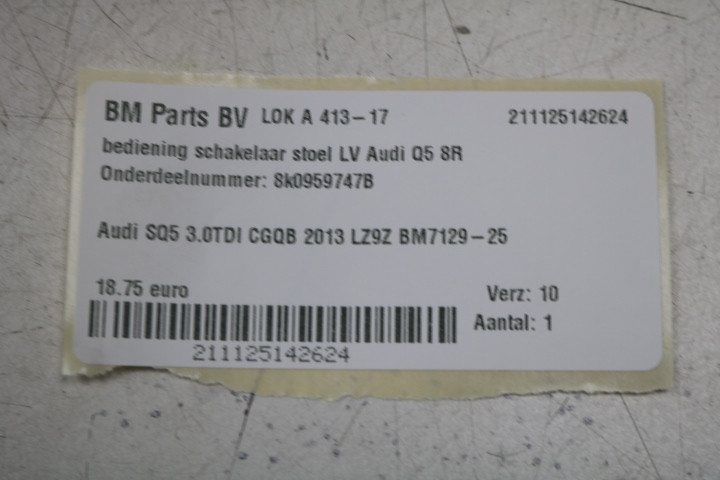 BM Parts BV LOK A 413-17 211125142624
bediening schakelaar stoel LV Audi Q5 8R
Onderdeelnummer: 8k0959747B
Audi SQ5 3.0TDI CGQB 2013 LZ9Z BM7129-25
18.75 euro Verz: 10
Aantal: 1
211125142624